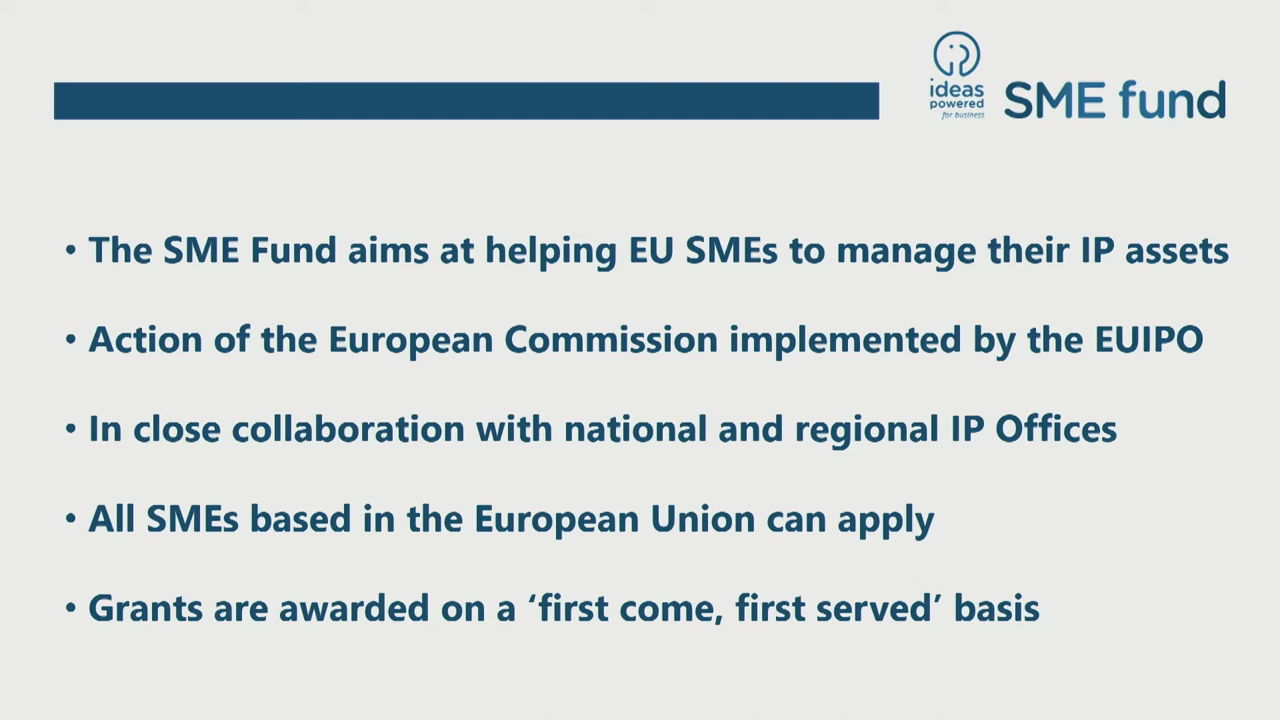 ideas
powered
for business
SME fund
• The SME Fund aims at helping EU SMEs to manage their IP assets
• Action of the European Commission implemented by the EUIPO
• In close collaboration with national and regional IP Offices
• All SMEs based in the European Union can apply
• Grants are awarded on a ‘first come, first served’ basis